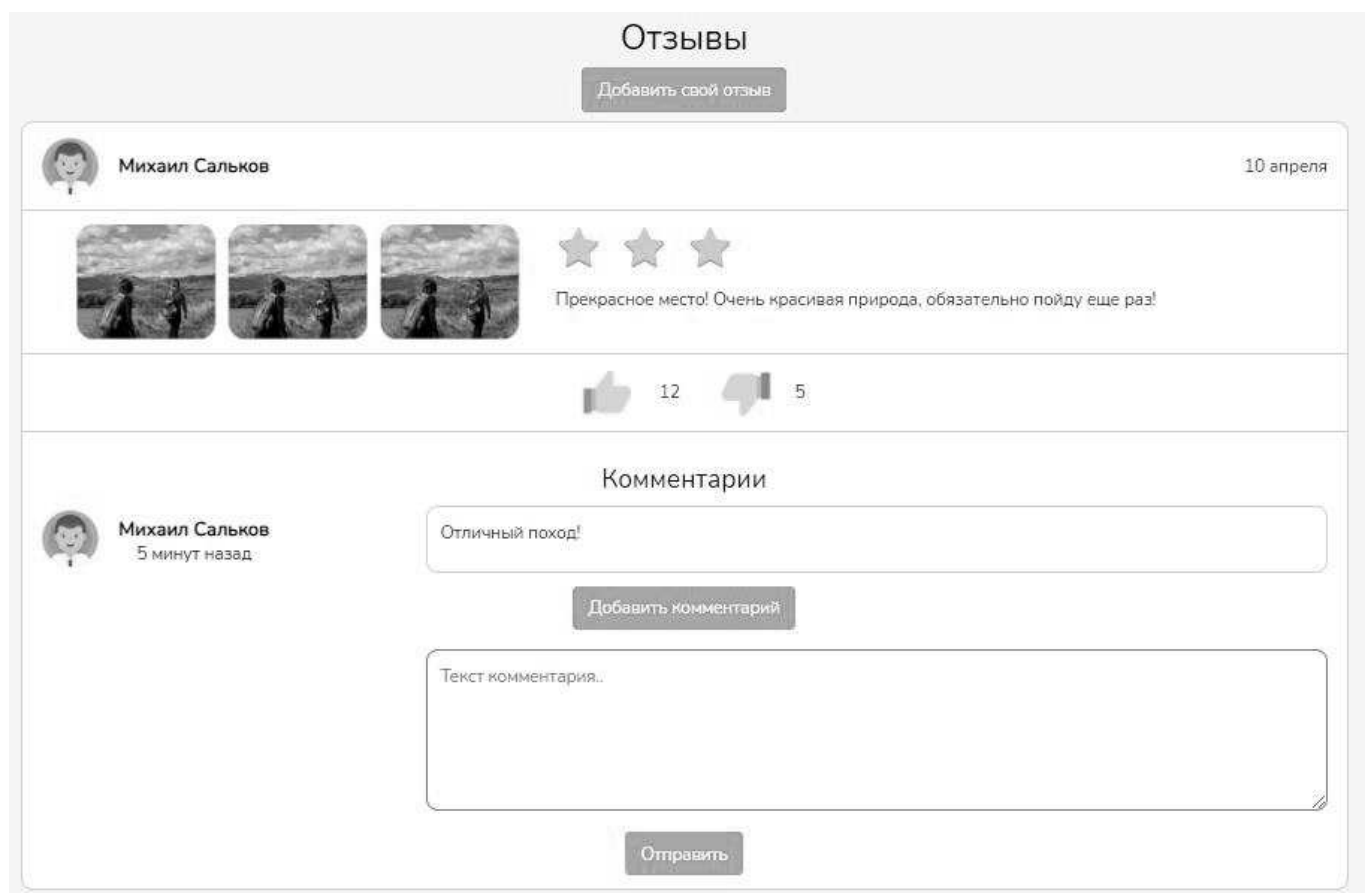 Отзывы
Добавить свой отзыв
Михаил Сальков
10 апреля
Прекрасное место! Очень красивая природа, обязательно пойду еще раз!
12
5
Комментарии
Михаил Сальков
5 минут назад
Отличный поход!
Добавить комментарий
Текст комментария..
Отправить